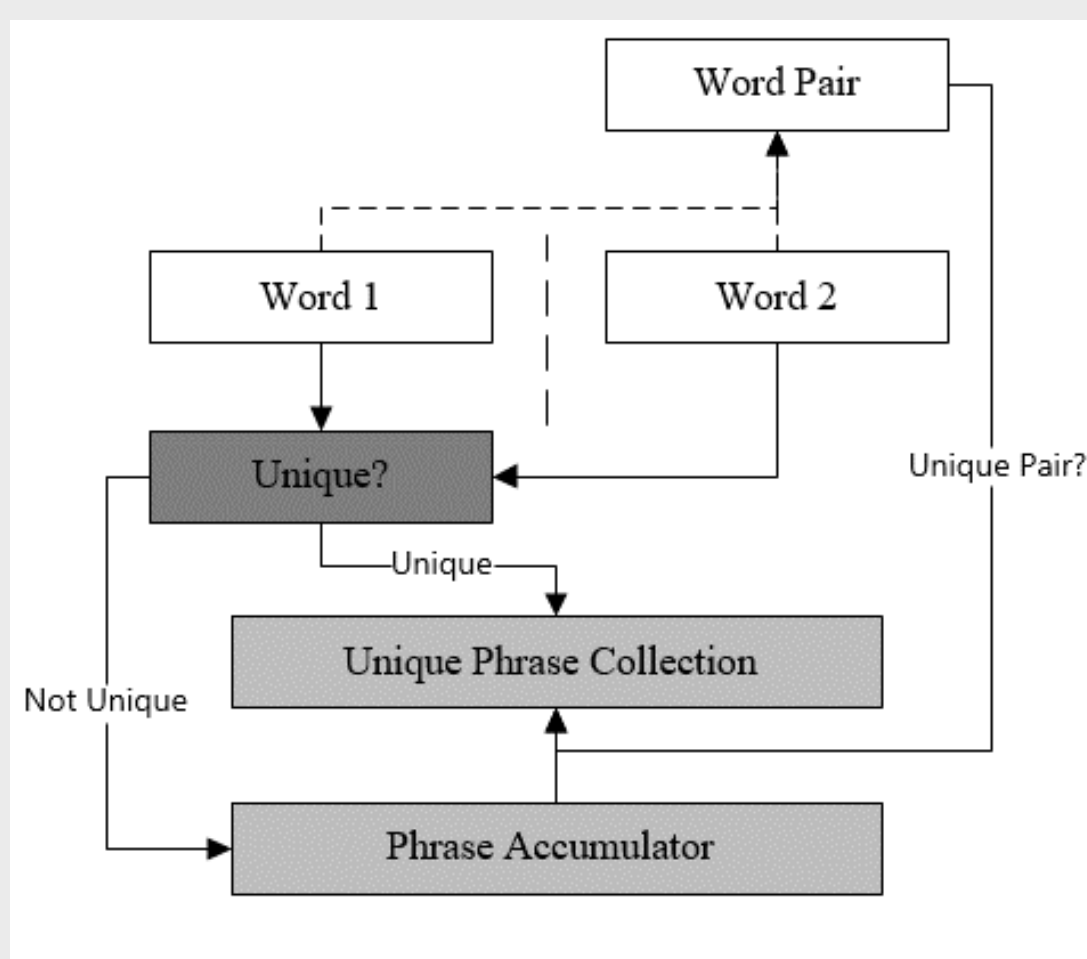 Word Pair
Word 1
Word 2
Unique?
Unique Pair?
Unique
Unique Phrase Collection
Not Unique
Phrase Accumulator